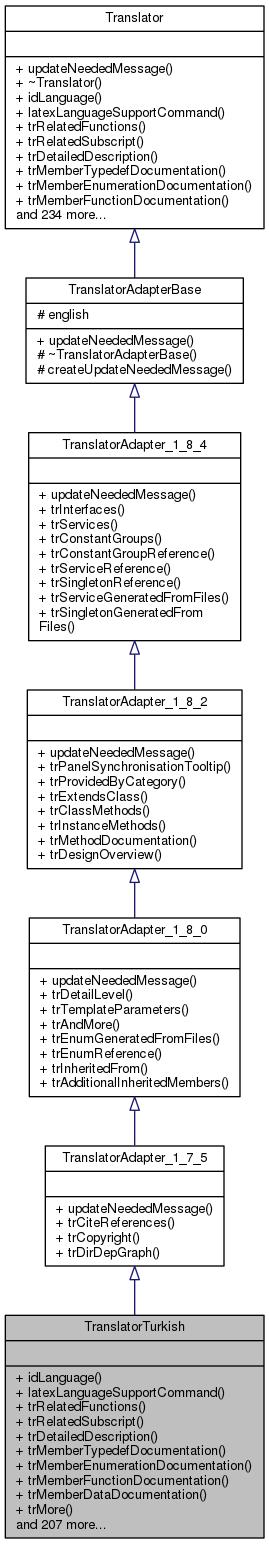 Translator
+ updateNeededMessage()
+ ~Translator()
+ idLanguage()
+ latexLanguageSupportCommand()
+ trRelatedFunctions()
+ trRelatedSubscript()
+ trDetailedDescription()
+ trMemberTypedefDocumentation()
+ trMemberEnumerationDocumentation()
+ trMemberFunctionDocumentation()
and 234 more...
TranslatorAdapterBase
# english
+ updateNeededMessage()
# ~TranslatorAdapterBase()
# createUpdateNeededMessage()
TranslatorAdapter_1_8_4
+ updateNeededMessage()
+ trInterfaces()
+ trServices()
+ trConstantGroups()
+ trConstantGroupReference()
+ trServiceReference()
+ trSingletonReference()
+ trServiceGeneratedFromFiles()
+ trSingletonGeneratedFrom
Files()
TranslatorAdapter_1_8_2
+ updateNeededMessage()
+ trPanelSynchronisationTooltip()
+ trProvidedByCategory()
+ trExtendsClass()
+ trClassMethods()
+ trInstanceMethods()
+ trMethodDocumentation()
+ trDesignOverview()
TranslatorAdapter_1_8_0
+ updateNeededMessage()
+ trDetailLevel()
+ trTemplateParameters()
+ trAndMore()
+ trEnumGeneratedFromFiles()
+ trEnumReference()
+ trInheritedFrom()
+ trAdditionalInheritedMembers()
TranslatorAdapter_1_7_5
+ updateNeededMessage()
+ trCiteReferences()
+ trCopyright()
+ trDirDepGraph()
TranslatorTurkish
+ idLanguage()
+ latexLanguageSupportCommand()
+ trRelatedFunctions()
+ trRelatedSubscript()
+ trDetailedDescription()
+ trMemberTypedefDocumentation()
+ trMemberEnumerationDocumentation()
+ trMemberFunctionDocumentation()
+ trMemberDataDocumentation()
+ trMore()
and 207 more...